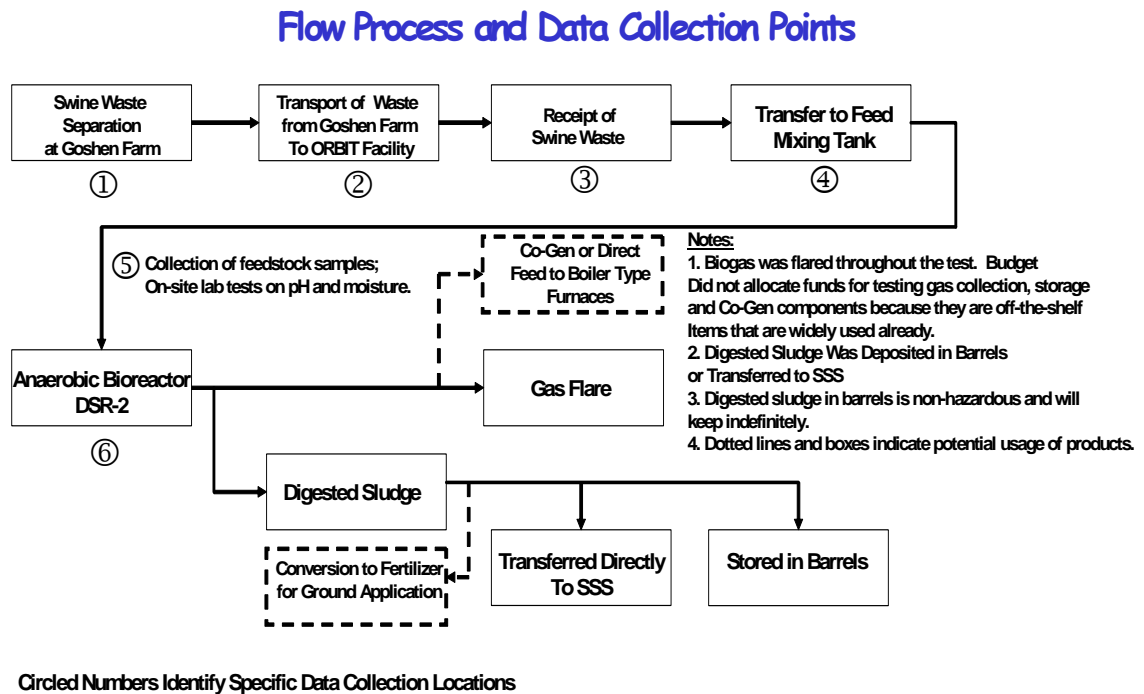 Flow Process and Data Collection Points
Swine Waste
Separation
at Goshen Farm
Transport of Waste
from Goshen Farm
To ORBIT Facility
Receipt of
Swine Waste
Transfer to Feed
Mixing Tank
①
②
③
④
⑤ Collection of feedstock samples;
On-site lab tests on pH and moisture.
Co-Gen or Direct
Feed to Boiler Type
Furnaces
Notes:
1. Biogas was flared throughout the test. Budget
Did not allocate funds for testing gas collection, storage
and Co-Gen components because they are off-the-shelf
Items that are widely used already.
2. Digested Sludge Was Deposited in Barrels
or Transferred to SSS
3. Digested sludge in barrels is non-hazardous and will
keep indefinitely.
4. Dotted lines and boxes indicate potential usage of products.
Anaerobic Bioreactor
DSR-2
Gas Flare
⑥
Digested Sludge
Conversion to Fertilizer
for Ground Application
Transferred Directly
To SSS
Stored in Barrels
Circled Numbers Identify Specific Data Collection Locations